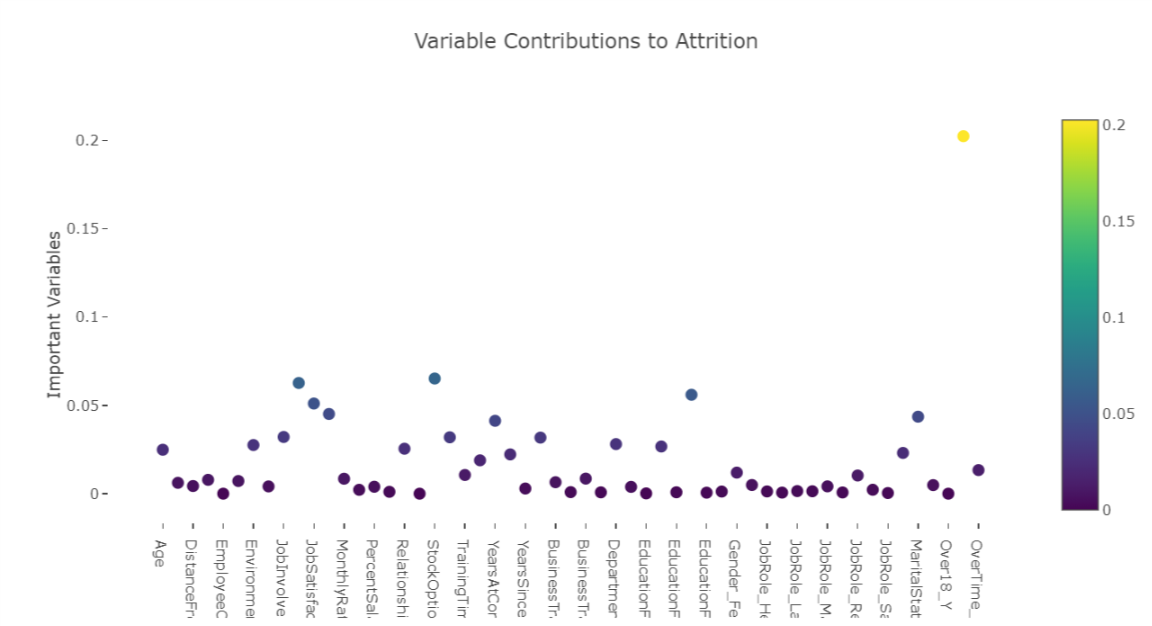 Variable Contributions to Attrition
Important Variables
0.2
0.15
0.1
0.05
0
0.2
0.15
0.1
0.05
0
Age
DistanceFr
EmployeeC
Environmer
JobInvolve
JobSatisfac
MonthlyRat
PercentSal
Relationshi
StockOptio
TrainingTim
YearsAtCor
YearsSince
BusinessTr
BusinessTr
Departmer
EducationF
EducationF
EducationF
Gender_Fe
JobRole_He
JobRole_La
JobRole_M
JobRole_Re
JobRole_Sa
MaritalStat
Over18_Y
OverTime_